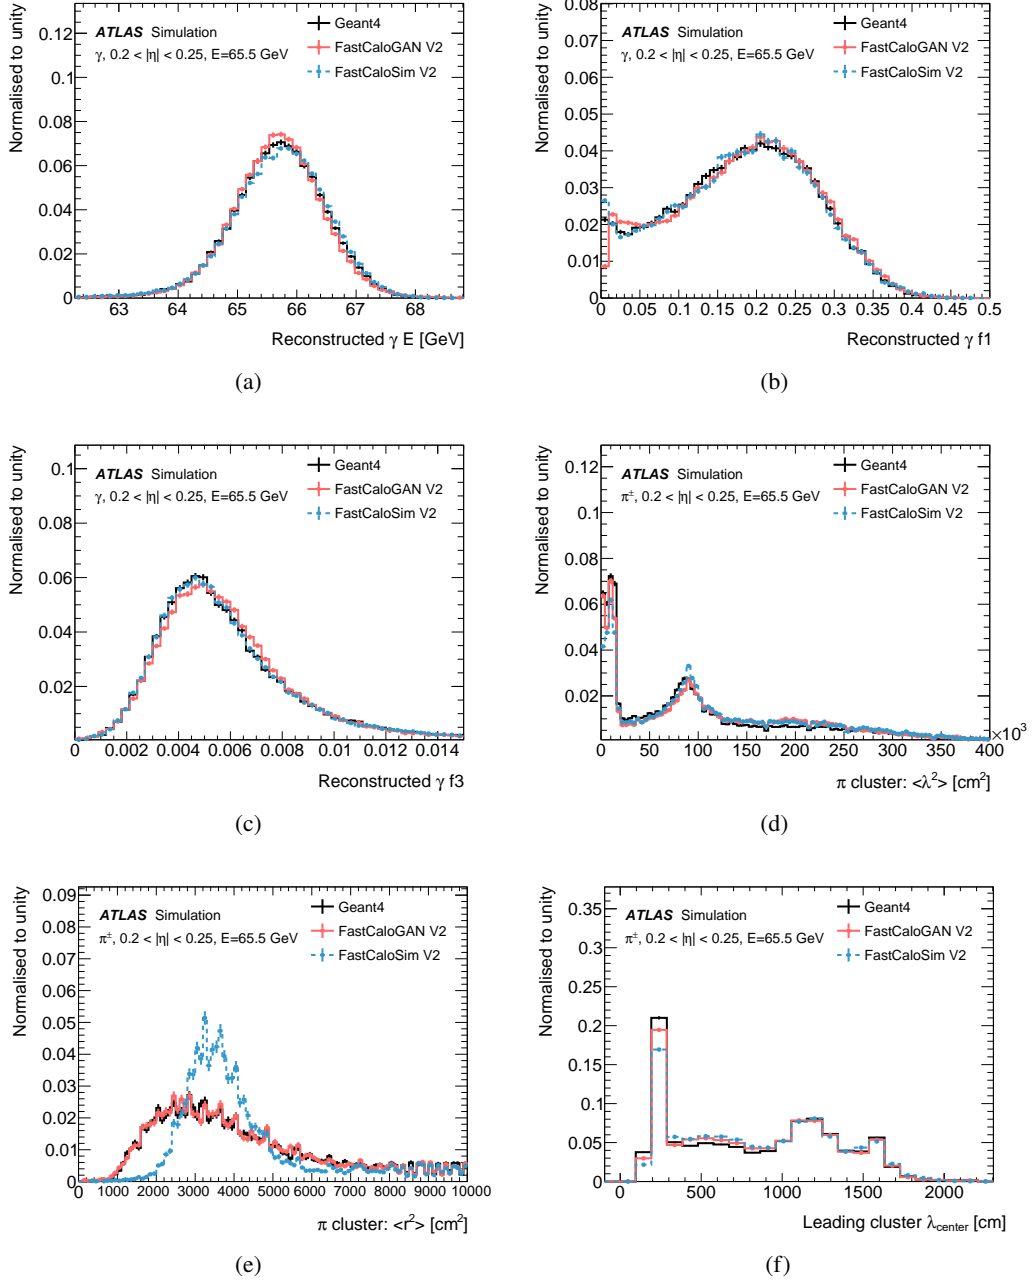 Normalised to unity
0.12
0.1
0.08
0.06
0.04
0.02
0
ATLAS Simulation
γ, 0.2 < |η| < 0.25, E=65.5 GeV
Geant4
FastCaloGAN V2
FastCaloSim V2
63 64 65 66 67 68
Reconstructed γ E [GeV]
(a)
Normalised to unity
0.08
0.07
0.06
0.05
0.04
0.03
0.02
0.01
0
ATLAS Simulation
γ, 0.2 < |η| < 0.25, E=65.5 GeV
Geant4
FastCaloGAN V2
FastCaloSim V2
0 0.05 0.1 0.15 0.2 0.25 0.3 0.35 0.4 0.45 0.5
Reconstructed γ f1
(b)
Normalised to unity
0.1
0.08
0.06
0.04
0.02
ATLAS Simulation
γ, 0.2 < |η| < 0.25, E=65.5 GeV
Geant4
FastCaloGAN V2
FastCaloSim V2
0 0.002 0.004 0.006 0.008 0.01 0.012 0.014
Reconstructed γ f3
(c)
Normalised to unity
0.12
0.1
0.08
0.06
0.04
0.02
ATLAS Simulation
π±, 0.2 < |η| < 0.25, E=65.5 GeV
Geant4
FastCaloGAN V2
FastCaloSim V2
0 50 100 150 200 250 300 350 400
×10³
π cluster: <λ²> [cm²]
(d)
Normalised to unity
0.09
0.08
0.07
0.06
0.05
0.04
0.03
0.02
0.01
0
ATLAS Simulation
π±, 0.2 < |η| < 0.25, E=65.5 GeV
Geant4
FastCaloGAN V2
FastCaloSim V2
0 1000 2000 3000 4000 5000 6000 7000 8000 9000 10000
π cluster: <r²> [cm²]
(e)
Normalised to unity
0.35
0.3
0.25
0.2
0.15
0.1
0.05
0
ATLAS Simulation
π±, 0.2 < |η| < 0.25, E=65.5 GeV
Geant4
FastCaloGAN V2
FastCaloSim V2
0 500 1000 1500 2000
Leading cluster λcenter [cm]
(f)